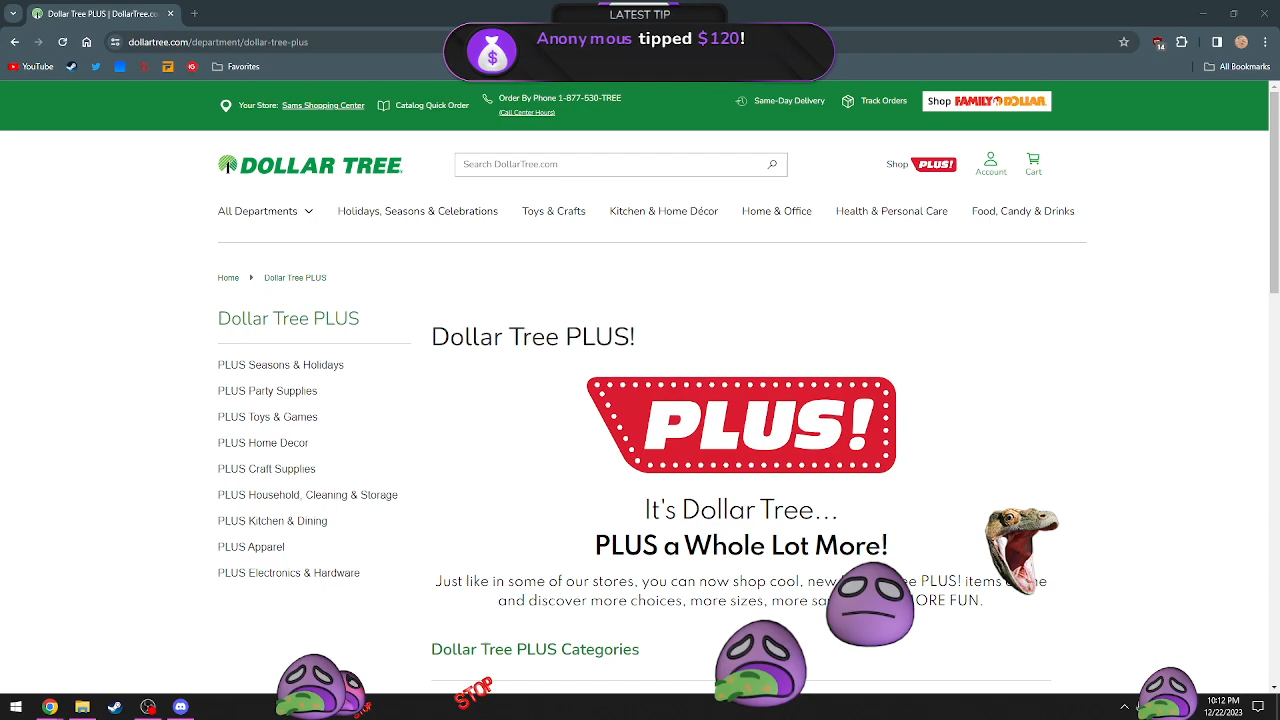 LATEST TIP
Dollar Tree PLUS | DollarTree.co
Anonymous tipped $120!
dollartree.com/department/dollar-tree-plus
14
YouTube
Favorites
All Bookmarks
Your Store: Sams Shopping Center
Catalog Quick Order
Order By Phone 1-877-530-TREE
(Call Center Hours)
Same-Day Delivery
Track Orders
Shop FAMILY DOLLAR
DOLLAR TREE
Search DollarTree.com
Shop PLUS!
Account
Cart
All Departments
Holidays, Seasons & Celebrations
Toys & Crafts
Kitchen & Home Décor
Home & Office
Health & Personal Care
Food, Candy & Drinks
Home
Dollar Tree PLUS
Dollar Tree PLUS
PLUS Seasons & Holidays
PLUS Party Supplies
PLUS Toys & Games
PLUS Home Decor
PLUS Craft Supplies
PLUS Household, Cleaning & Storage
PLUS Kitchen & Dining
PLUS Apparel
PLUS Electronics & Hardware
Dollar Tree PLUS!
PLUS!
It's Dollar Tree...
PLUS a Whole Lot More!
Just like in some of our stores, you can now shop cool, new PLUS! items
and discover more choices, more sizes, more MORE FUN.
Dollar Tree PLUS Categories
STOP
10:12 PM
12/22/2023